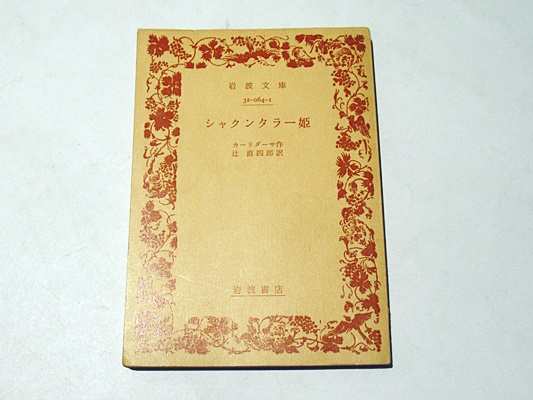 岩波文庫
32-064-1
シャクンタラー姫
カーリダーサ作
辻直四郎訳
岩波書店